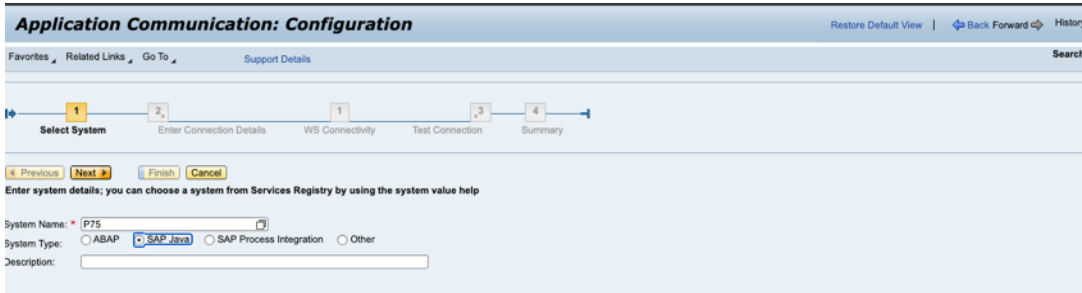 Application Communication: Configuration
Restore Default View | Back Forward History
Favorites Related Links Go To Support Details
Search
1 2 1 3 4
Select System Enter Connection Details WS Connectivity Test Connection Summary
Previous Next Finish Cancel
Enter system details; you can choose a system from Services Registry by using the system value help
System Name: * P75
System Type: ABAP SAP Java SAP Process Integration Other
Description: